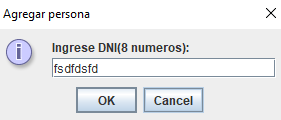 Agregar persona
Ingrese DNI(8 numeros):
fsdfdsfd
OK Cancel